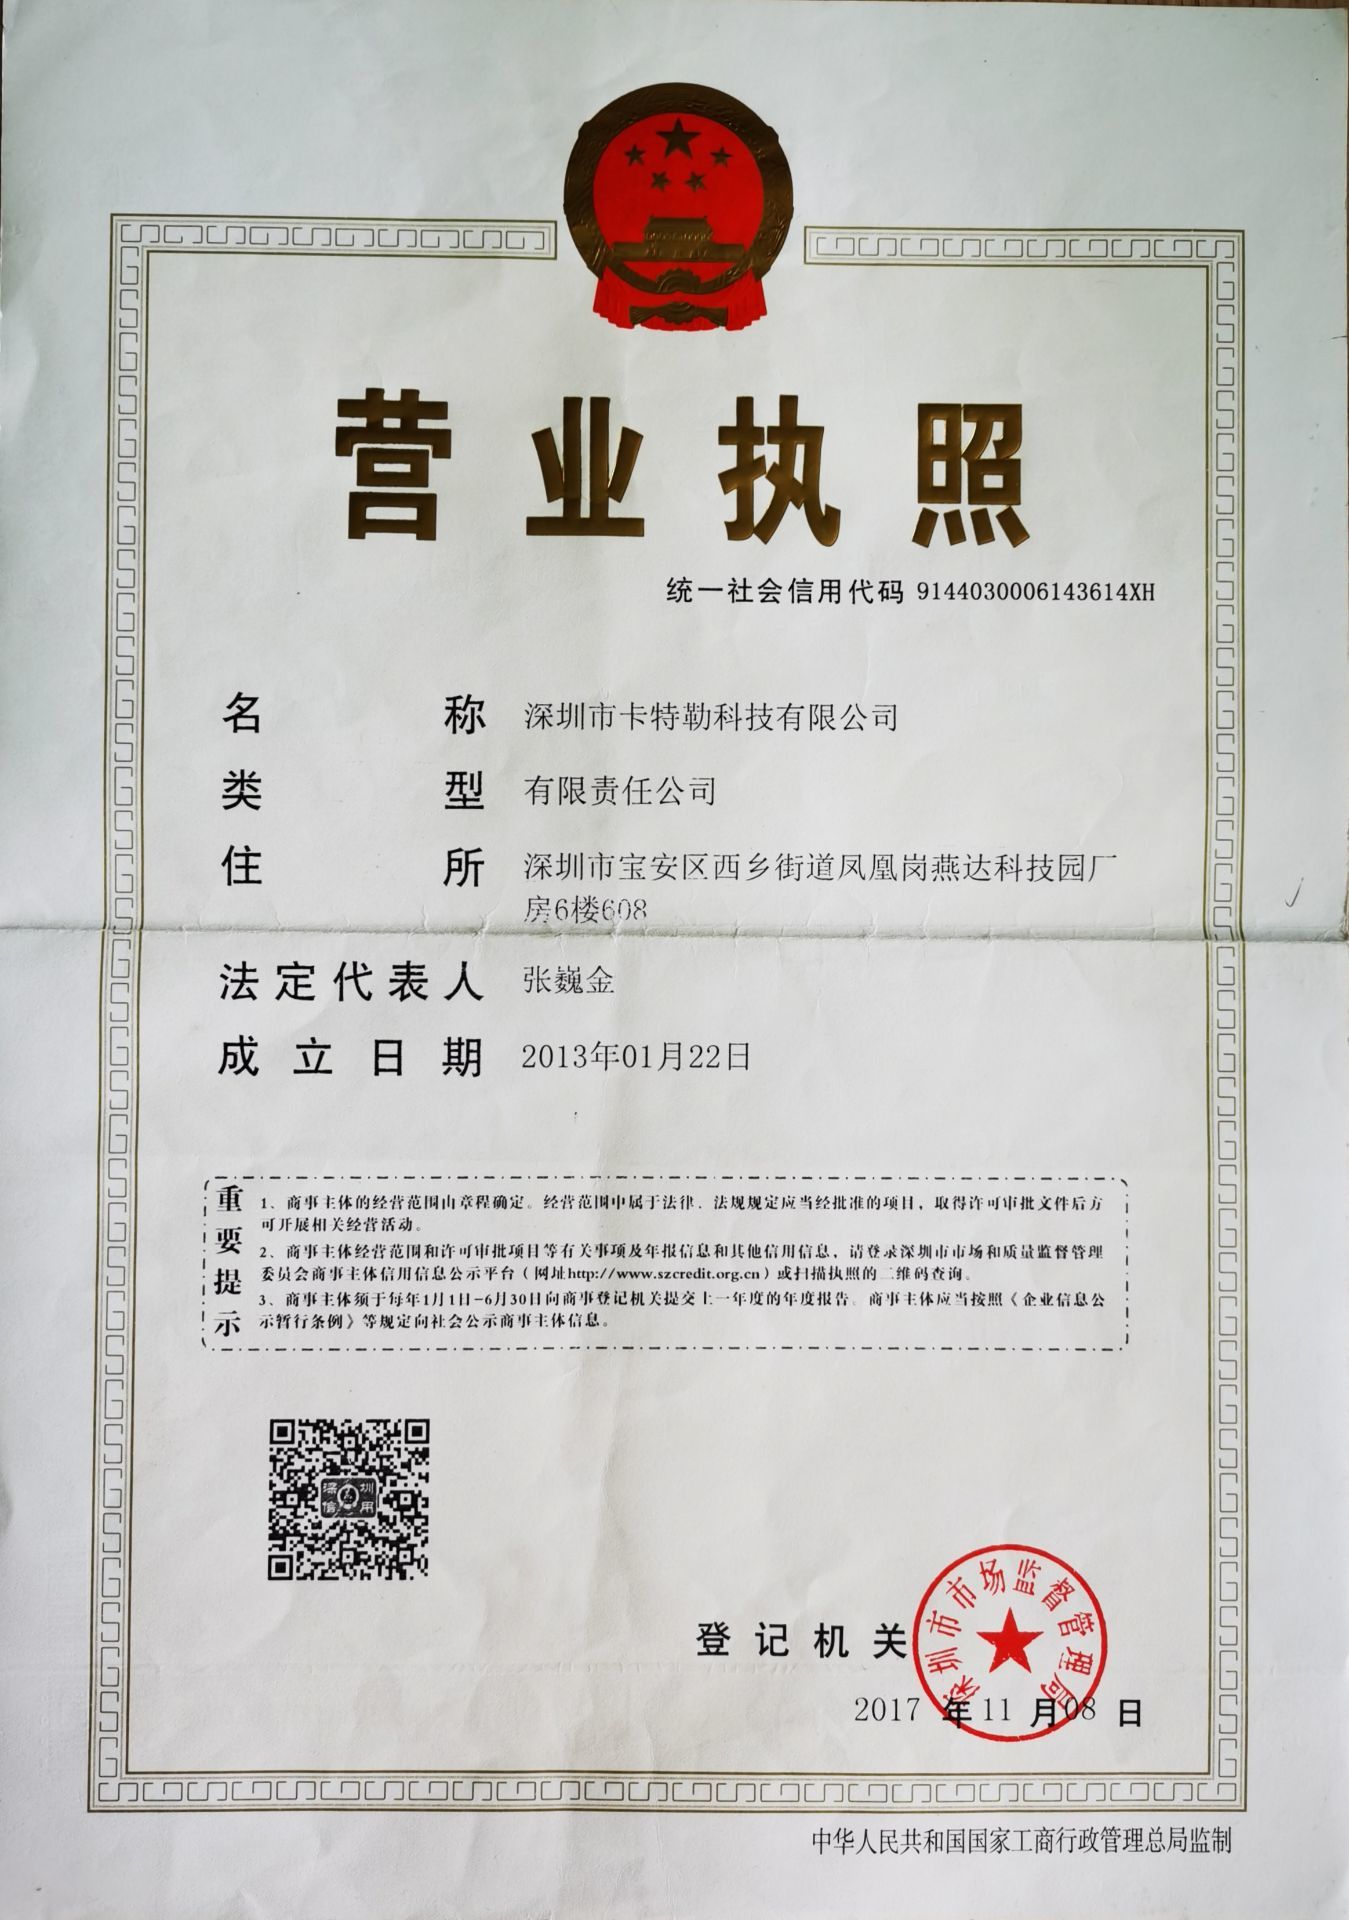 营业执照
统一社会信用代码 9144030006143614XH
名称 深圳市卡特勒科技有限公司
类型 有限责任公司
住所 深圳市宝安区西乡街道凤凰岗燕达科技园厂
房6楼608
法定代表人 张巍金
成立日期 2013年01月22日
重要提示
1、商事主体的经营范围由章程确定。经营范围中属于法律、法规规定应当经批准的项目，取得许可审批文件后方
可开展相关经营活动。
2、商事主体经营范围和许可审批项目等有关事项及年报信息和其他信用信息，请登录深圳市市场和质量监督管理
委员会商事主体信用信息公示平台（网址http://www.szcredit.org.cn）或扫描执照的二维码查询。
3、商事主体须于每年1月1日-6月30日向商事登记机关提交上一年度的年度报告。商事主体应当按照《企业信息公
示暂行条例》等规定向社会公示商事主体信息。
深圳
信用
登记机关
深圳市市场监督管理局
2017 年 11 月 08 日
中华人民共和国国家工商行政管理总局监制